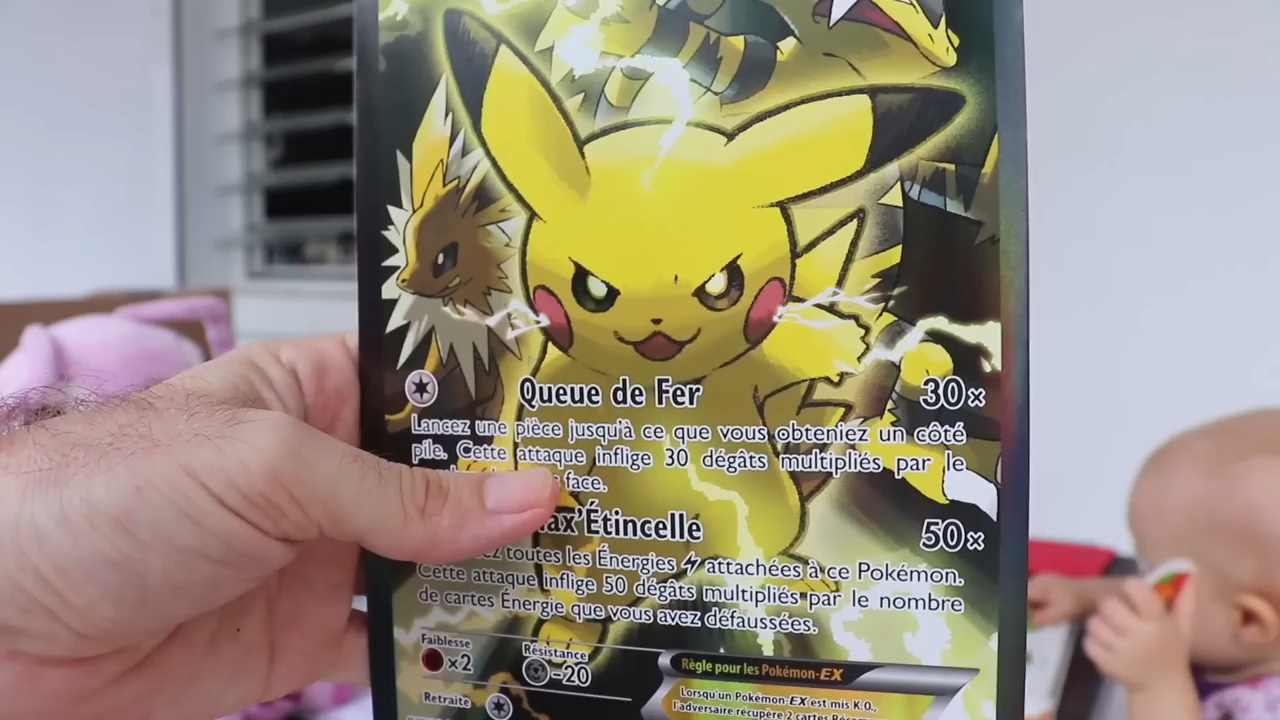 Queue de Fer 30×
Lancez une pièce jusqu'à ce que vous obteniez un côté
pile. Cette attaque inflige 30 dégâts multipliés par le
face.
ax'Étincelle 50×
ez toutes les Énergies attachées à ce Pokémon.
Cette attaque inflige 50 dégâts multipliés par le nombre
de cartes Énergie que vous avez défaussées.
Faiblesse
×2
Résistance
-20
Retraite
Règle pour les Pokémon-EX
Lorsqu'un Pokémon-EX est mis K.O.,
l'adversaire récupère 2 cartes